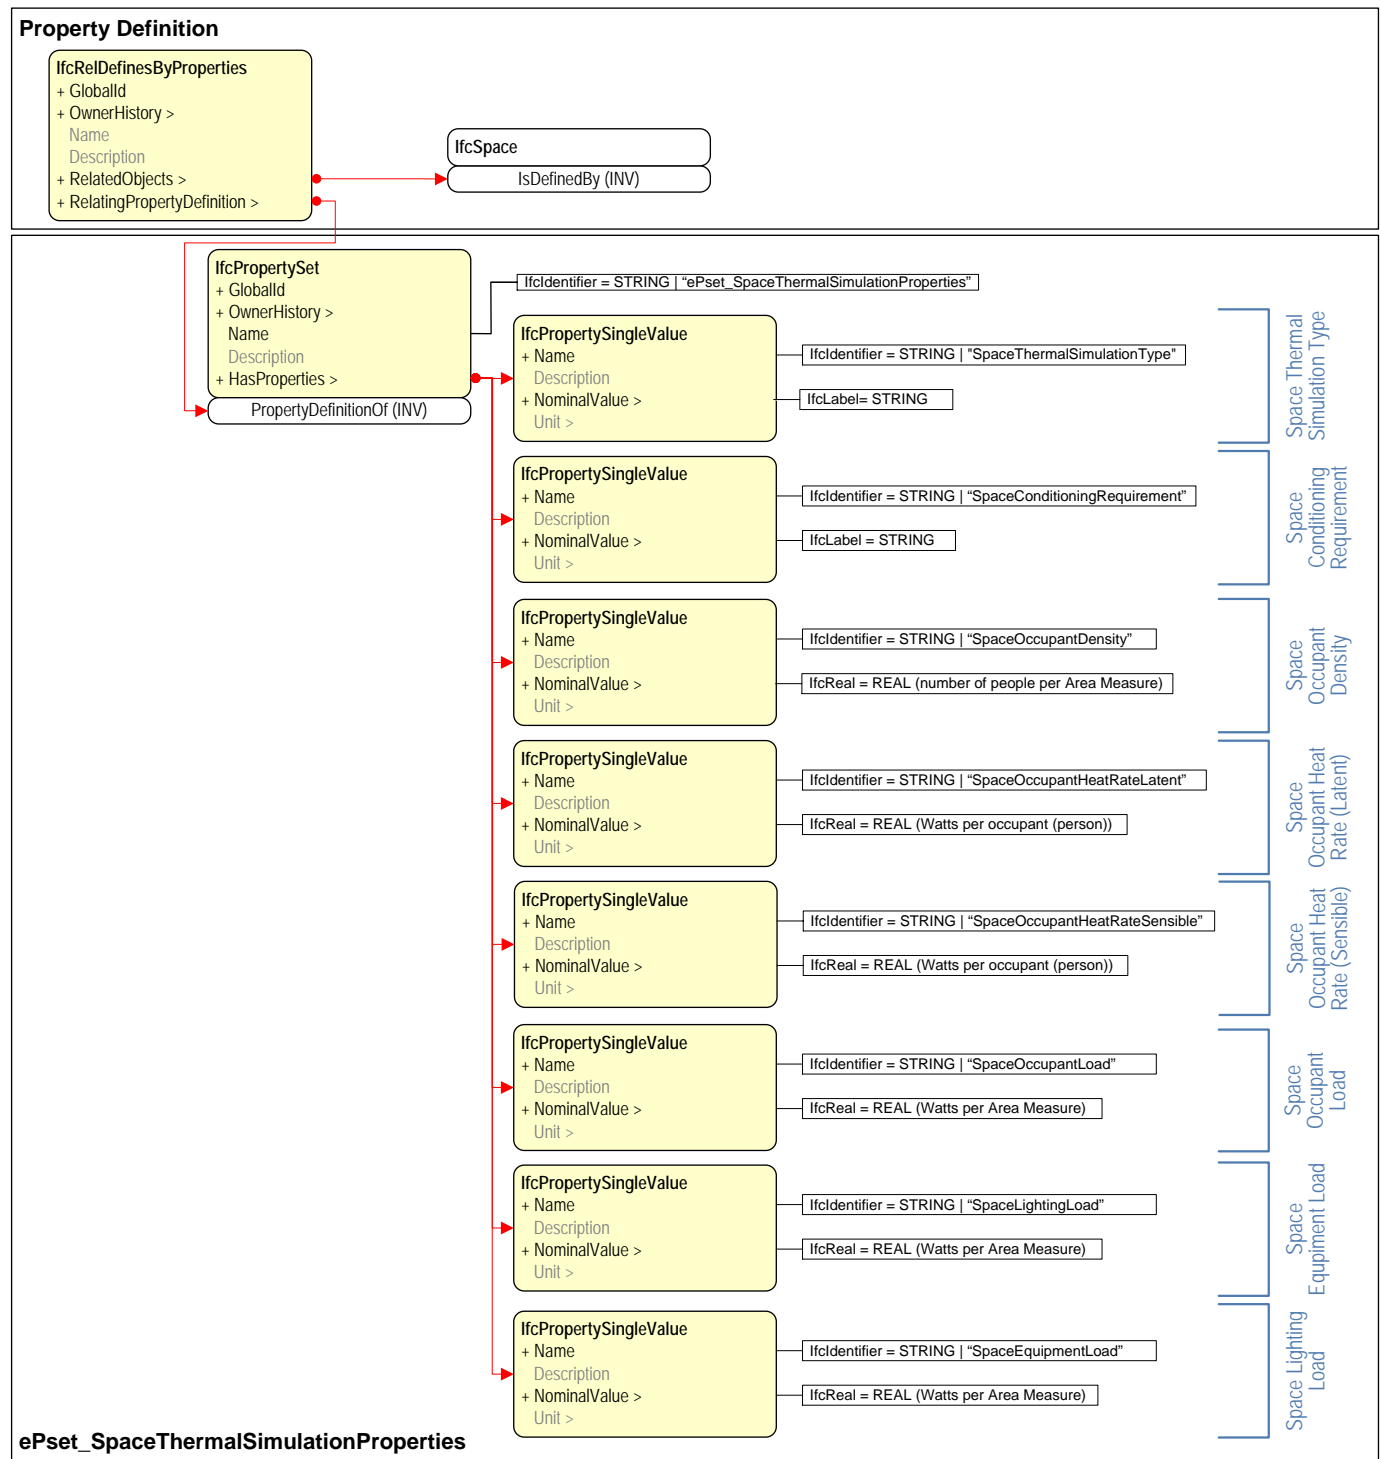 Property Definition
IfcRelDefinesByProperties
+ GlobalId
+ OwnerHistory >
Name
Description
+ RelatedObjects >
+ RelatingPropertyDefinition >
IfcSpace
IsDefinedBy (INV)
IfcPropertySet
+ GlobalId
+ OwnerHistory >
Name
Description
+ HasProperties >
PropertyDefinitionOf (INV)
IfcIdentifier = STRING | “ePset_SpaceThermalSimulationProperties”
IfcPropertySingleValue
+ Name
Description
+ NominalValue >
Unit >
IfcIdentifier = STRING | "SpaceThermalSimulationType"
IfcLabel= STRING
Space Thermal
Simulation Type
IfcPropertySingleValue
+ Name
Description
+ NominalValue >
Unit >
IfcIdentifier = STRING | “SpaceConditioningRequirement”
IfcLabel = STRING
Space
Conditioning
Requirement
IfcPropertySingleValue
+ Name
Description
+ NominalValue >
Unit >
IfcIdentifier = STRING | “SpaceOccupantDensity”
IfcReal = REAL (number of people per Area Measure)
Space
Occupant
Density
IfcPropertySingleValue
+ Name
Description
+ NominalValue >
Unit >
IfcIdentifier = STRING | “SpaceOccupantHeatRateLatent”
IfcReal = REAL (Watts per occupant (person))
Space
Occupant Heat
Rate (Latent)
IfcPropertySingleValue
+ Name
Description
+ NominalValue >
Unit >
IfcIdentifier = STRING | “SpaceOccupantHeatRateSensible”
IfcReal = REAL (Watts per occupant (person))
Space
Occupant Heat
Rate (Sensible)
IfcPropertySingleValue
+ Name
Description
+ NominalValue >
Unit >
IfcIdentifier = STRING | “SpaceOccupantLoad”
IfcReal = REAL (Watts per Area Measure)
Space
Occupant
Load
IfcPropertySingleValue
+ Name
Description
+ NominalValue >
Unit >
IfcIdentifier = STRING | “SpaceLightingLoad”
IfcReal = REAL (Watts per Area Measure)
Space
Equpiment Load
IfcPropertySingleValue
+ Name
Description
+ NominalValue >
Unit >
IfcIdentifier = STRING | “SpaceEquipmentLoad”
IfcReal = REAL (Watts per Area Measure)
Space Lighting
Load
ePset_SpaceThermalSimulationProperties